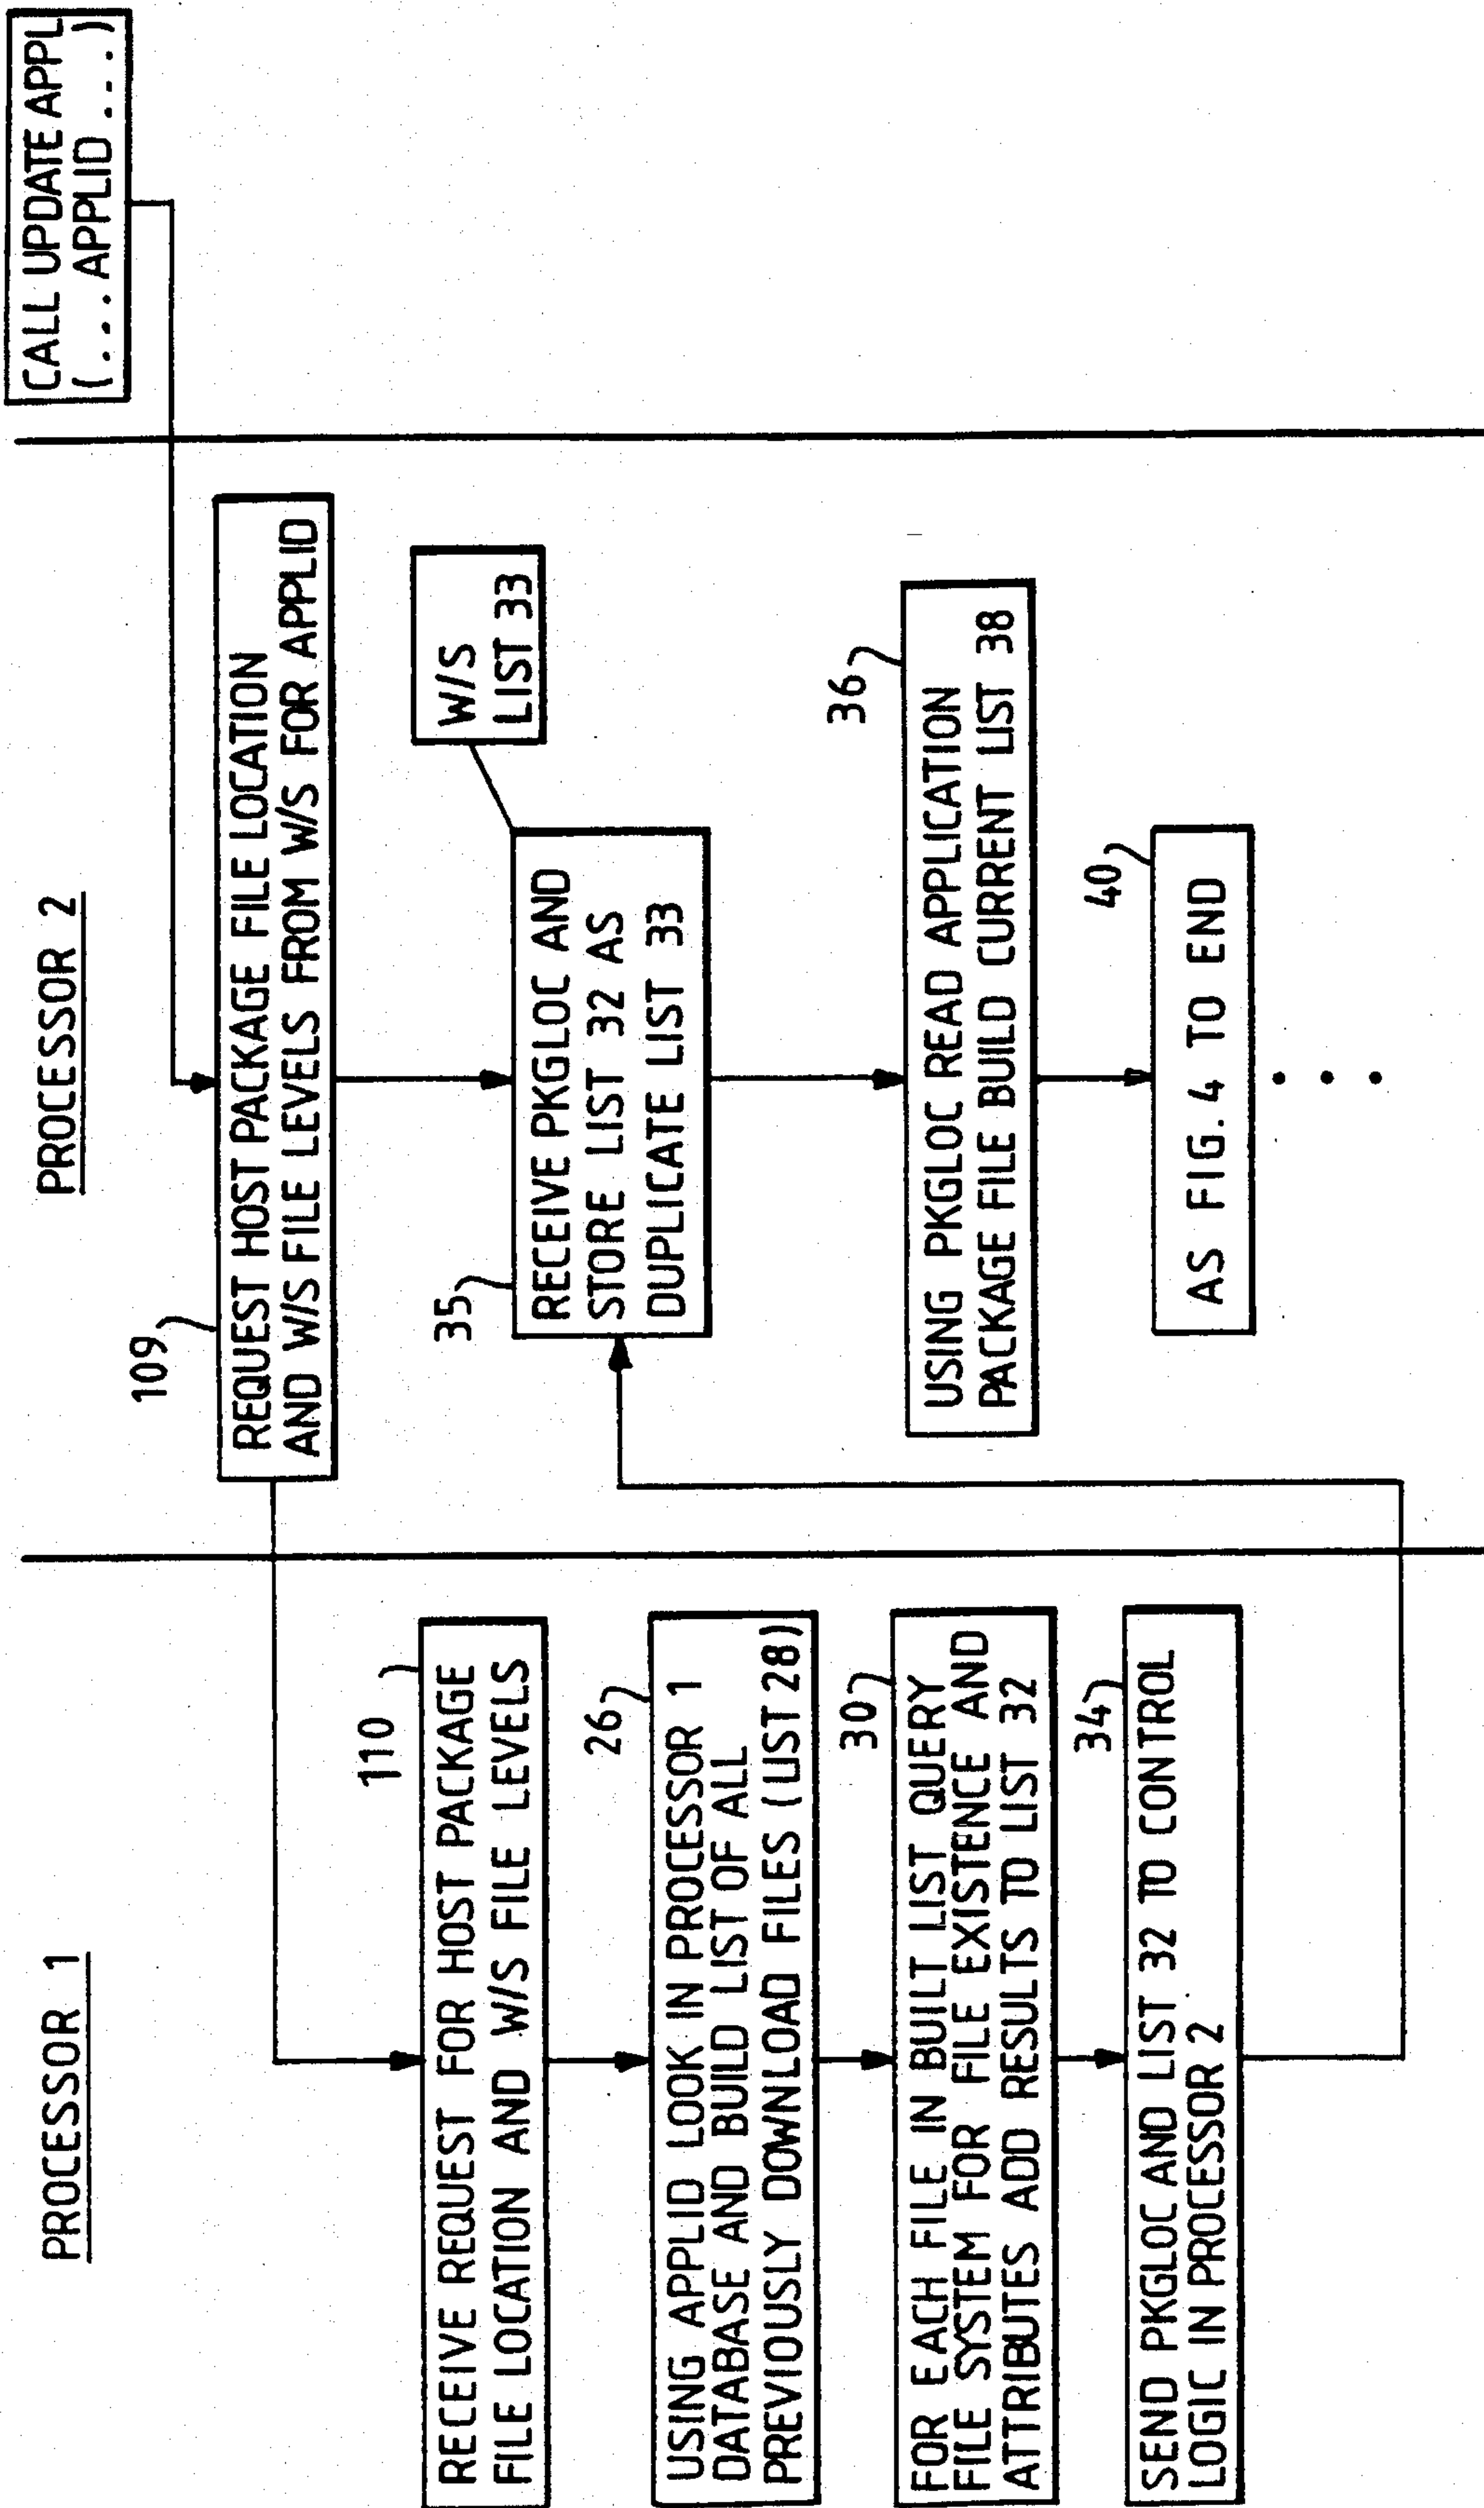 PROCESSOR 1
PROCESSOR 2
CALL UPDATE APPL
(...APPLID...)
109
REQUEST HOST PACKAGE FILE LOCATION
AND W/S FILE LEVELS FROM W/S FOR APPLID
110
RECEIVE REQUEST FOR HOST PACKAGE
FILE LOCATION AND W/S FILE LEVELS
26
USING APPLID LOOK IN PROCESSOR 1
DATABASE AND BUILD LIST OF ALL
PREVIOUSLY DOWNLOAD FILES (LIST 28)
30
FOR EACH FILE IN BUILT LIST QUERY
FILE SYSTEM FOR FILE EXISTENCE AND
ATTRIBUTES ADD RESULTS TO LIST 32
34
SEND PKGLOC AND LIST 32 TO CONTROL
LOGIC IN PROCESSOR 2
35
RECEIVE PKGLOC AND
STORE LIST 32 AS
DUPLICATE LIST 33
W/S
LIST 33
36
USING PKGLOC READ APPLICATION
PACKAGE FILE BUILD CURRENT LIST 38
40
AS FIG. 4 TO END